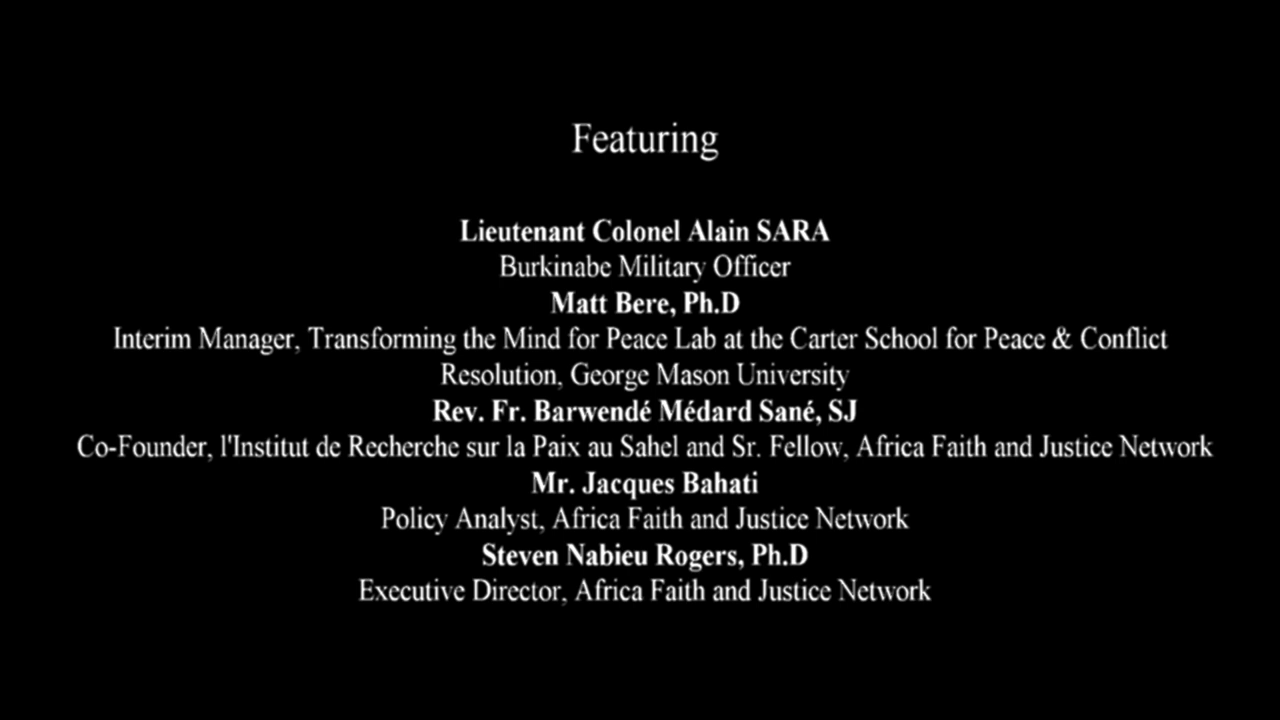 Featuring
Lieutenant Colonel Alain SARA
Burkinabe Military Officer
Matt Bere, Ph.D
Interim Manager, Transforming the Mind for Peace Lab at the Carter School for Peace & Conflict
Resolution, George Mason University
Rev. Fr. Barwendé Médard Sané, SJ
Co-Founder, l'Institut de Recherche sur la Paix au Sahel and Sr. Fellow, Africa Faith and Justice Network
Mr. Jacques Bahati
Policy Analyst, Africa Faith and Justice Network
Steven Nabieu Rogers, Ph.D
Executive Director, Africa Faith and Justice Network